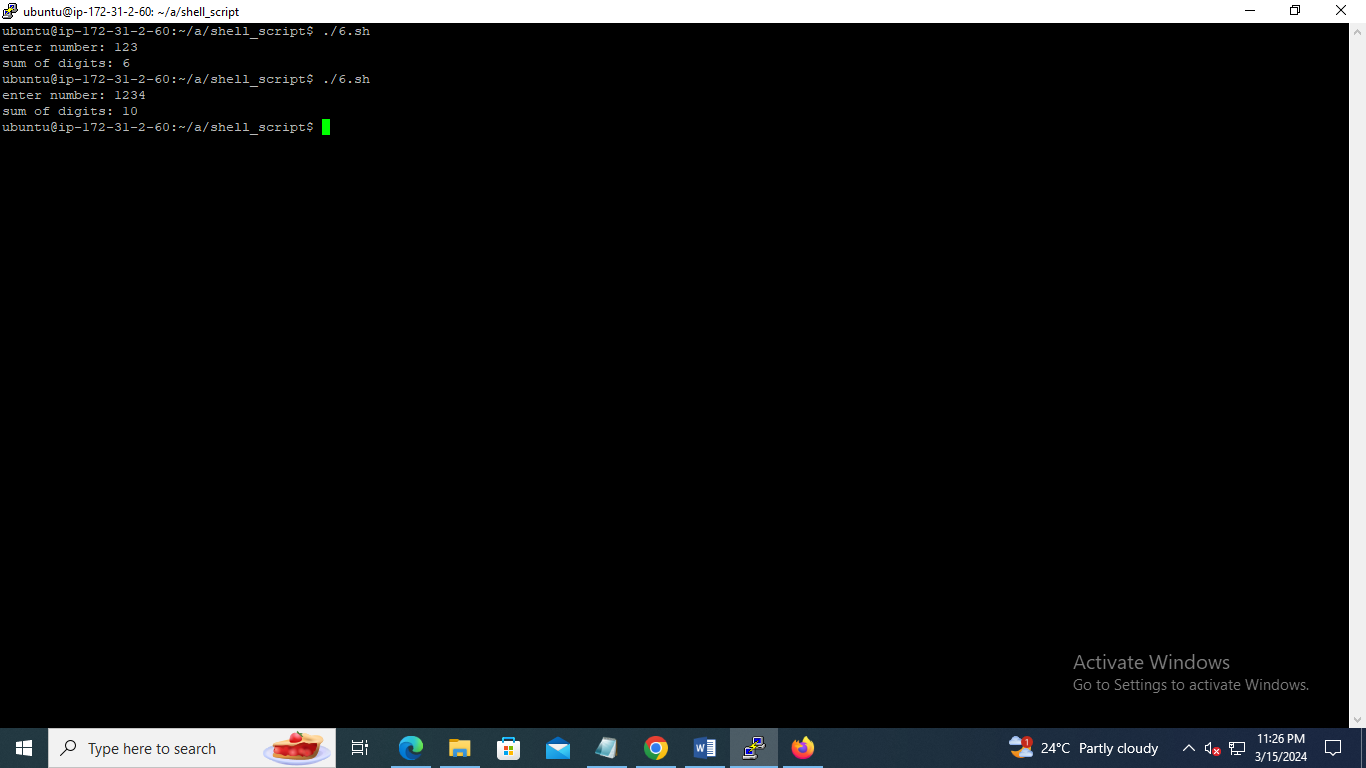 ubuntu@ip-172-31-2-60: ~/a/shell_script
ubuntu@ip-172-31-2-60:~/a/shell_script$ ./6.sh
enter number: 123
sum of digits: 6
ubuntu@ip-172-31-2-60:~/a/shell_script$ ./6.sh
enter number: 1234
sum of digits: 10
ubuntu@ip-172-31-2-60:~/a/shell_script$
Activate Windows
Go to Settings to activate Windows.
Type here to search
1
24°C Partly cloudy
11:26 PM
3/15/2024